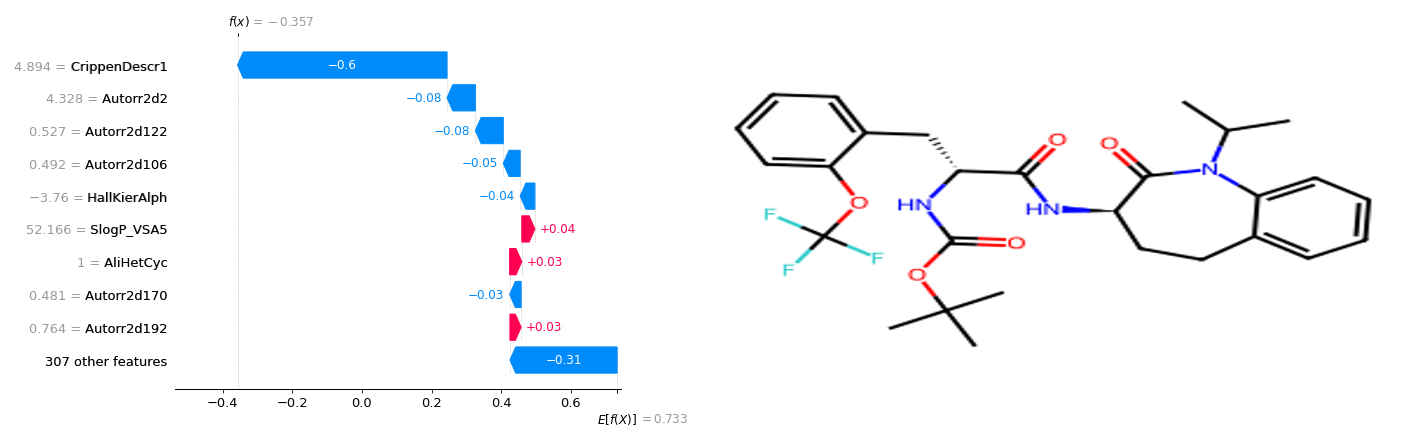 f(x) = −0.357
4.894 = CrippenDescr1
−0.6
4.328 = Autorr2d2
−0.08
0.527 = Autorr2d122
−0.08
0.492 = Autorr2d106
−0.05
−3.76 = HallKierAlph
−0.04
52.166 = SlogP_VSA5
+0.04
1 = AliHetCyc
+0.03
0.481 = Autorr2d170
−0.03
0.764 = Autorr2d192
+0.03
307 other features
−0.31
−0.4 −0.2 0.0 0.2 0.4 0.6
E[f(X)] = 0.733
O O
N
HN HN
O
F
O
F F
O